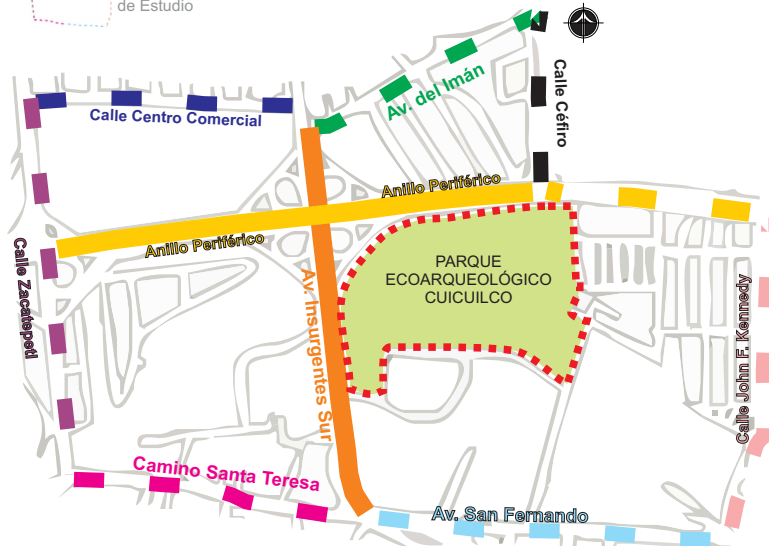 de Estudio
Av. del Imán
Calle Céfiro
Calle Centro Comercial
Anillo Periférico
Anillo Periférico
PARQUE
ECOARQUEOLÓGICO
CUICUILCO
Calle Zacatepetl
Av. Insurgentes Sur
Calle John F. Kennedy
Camino Santa Teresa
Av. San Fernando